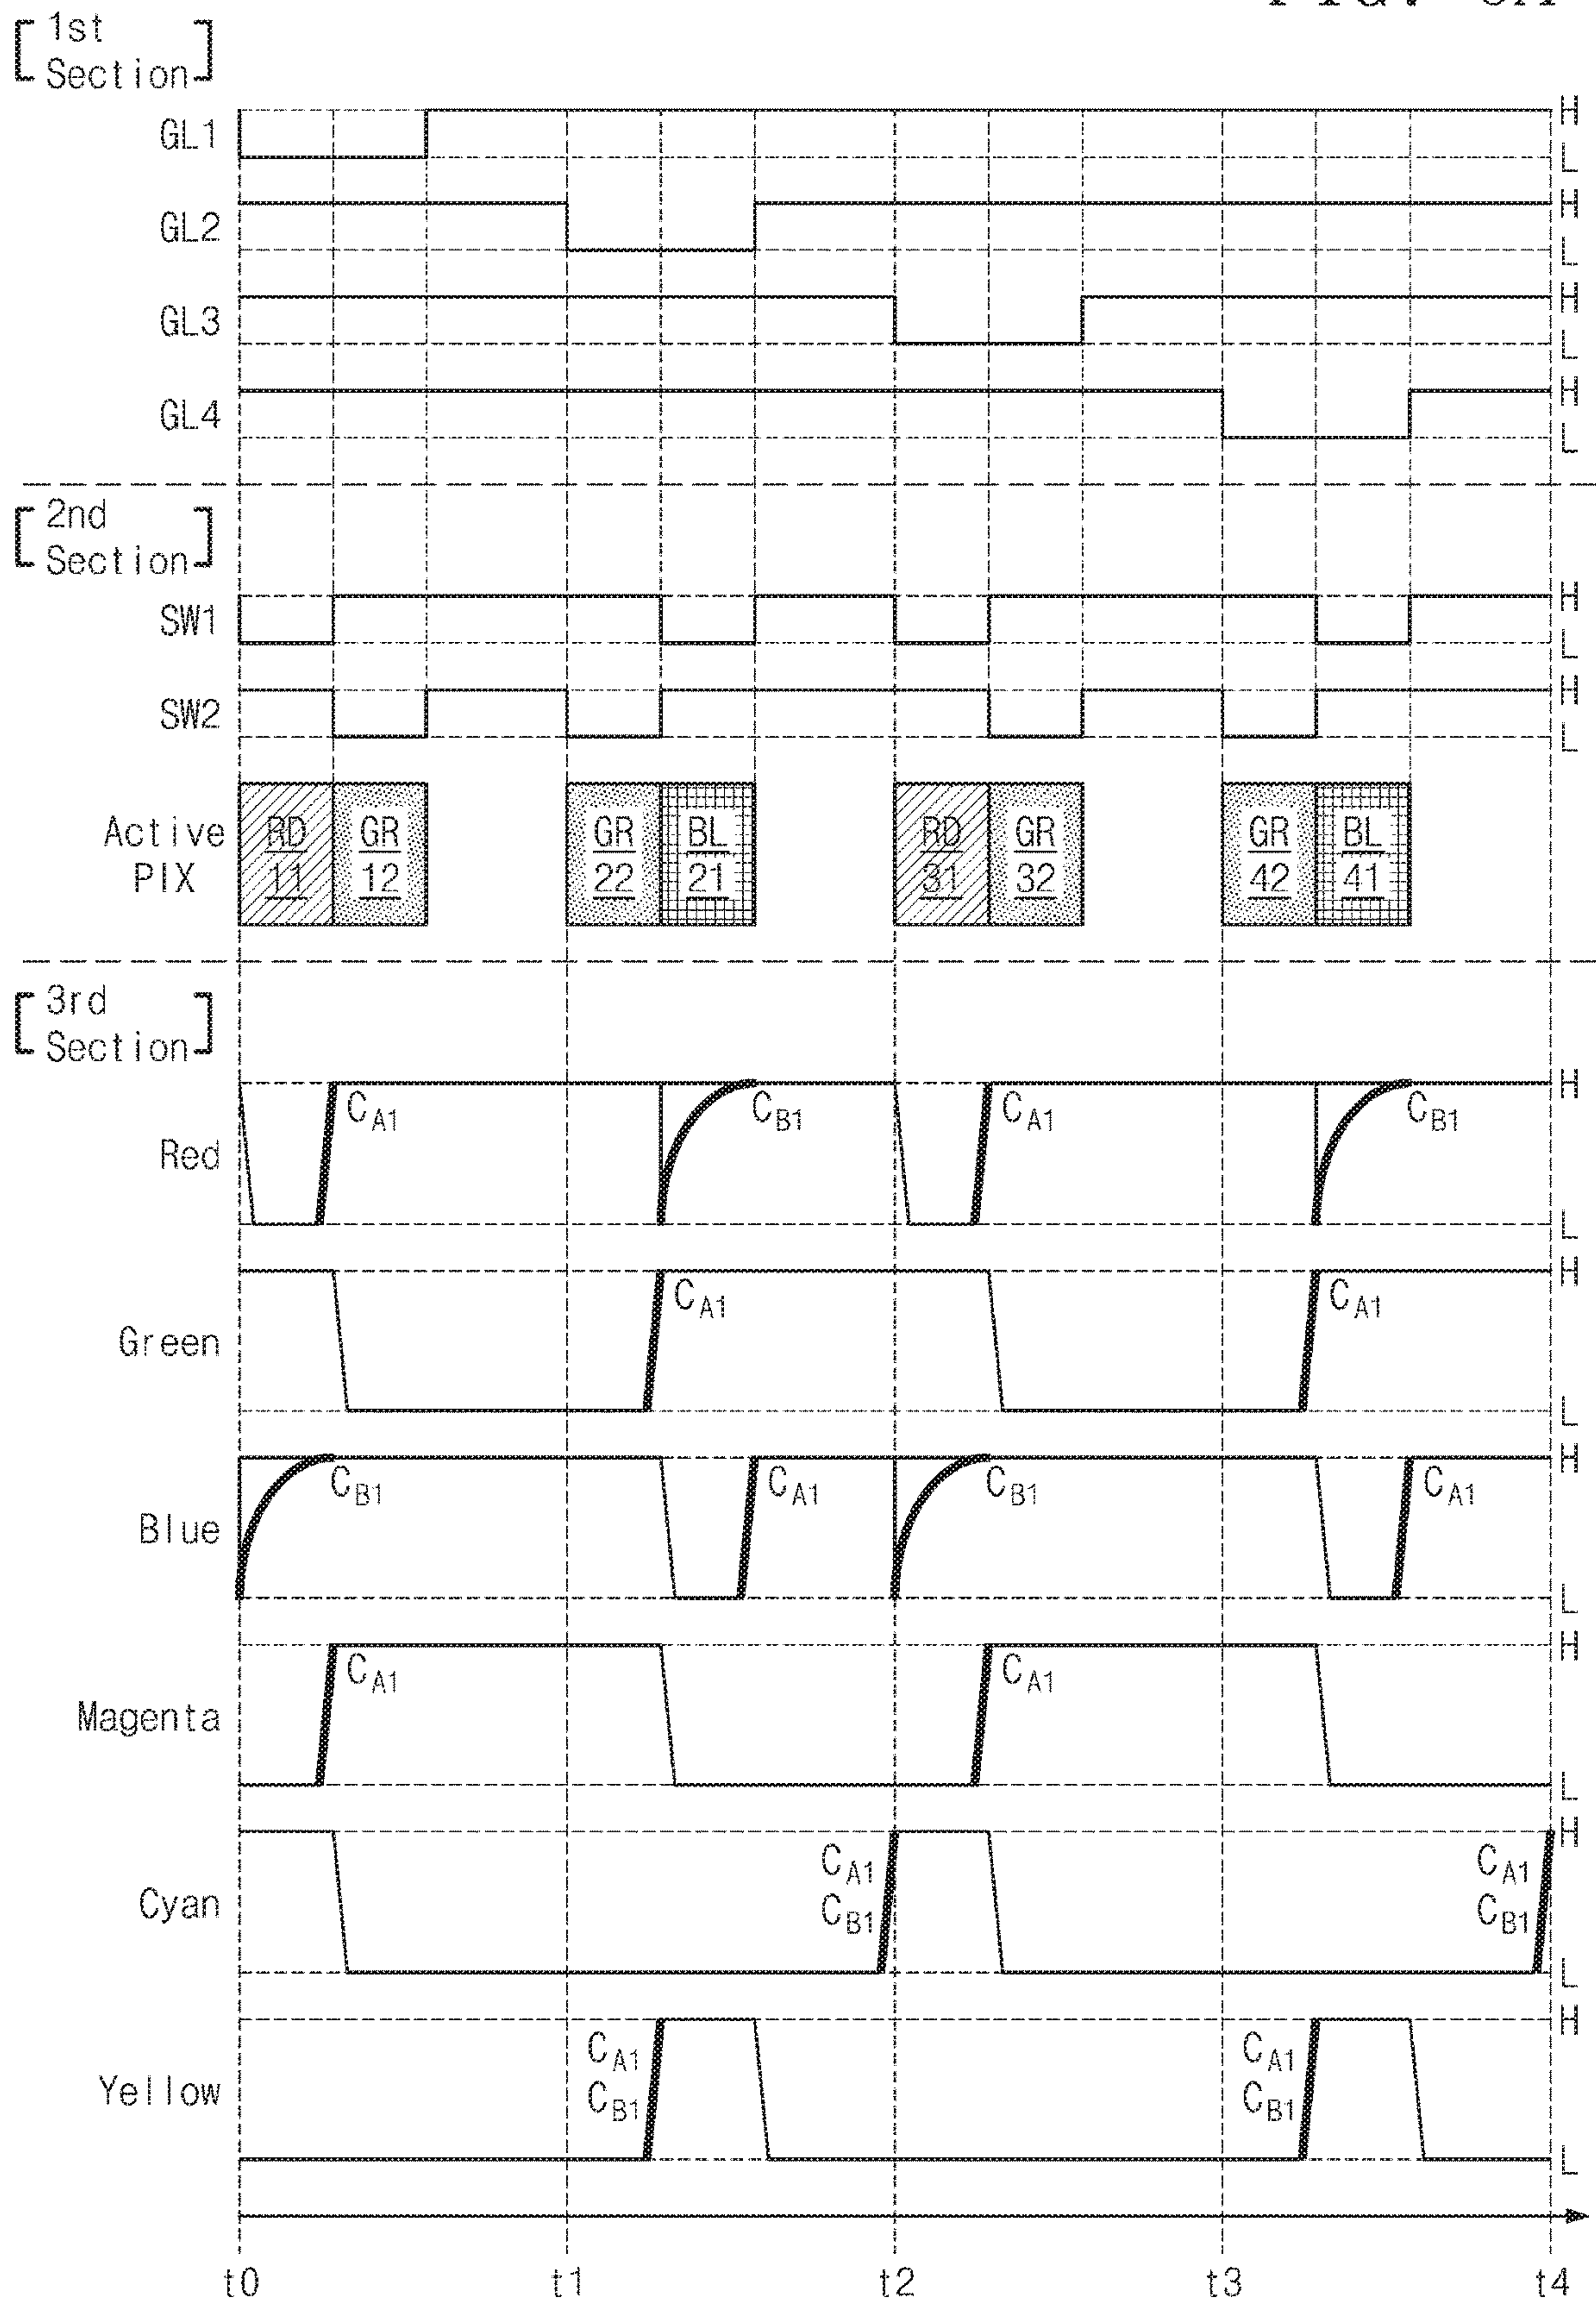 [ 1st
Section ]
GL1 H
L
GL2 H
L
GL3 H
L
GL4 H
L
[ 2nd
Section ]
SW1 H
L
SW2 H
L
Active
PIX
RD
11
GR
12
GR
22
BL
21
RD
31
GR
32
GR
42
BL
41
[ 3rd
Section ]
Red CA1 CB1 CA1 CB1 H
L
Green CA1 CA1 H
L
Blue CB1 CA1 CB1 CA1 H
L
Magenta CA1 CA1 H
L
Cyan CA1 CA1 H
CB1 CB1 L
Yellow CA1 CA1 H
CB1 CB1 L
t0 t1 t2 t3 t4